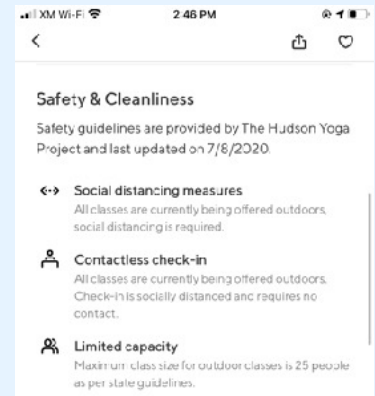 XM Wi-Fi 2:46 PM
Safety & Cleanliness
Safety guidelines are provided by The Hudson Yoga
Project and last updated on 7/8/2020.
Social distancing measures
All classes are currently being offered outdoors,
social distancing is required.
Contactless check-in
All classes are currently being offered outdoors.
Check-in is socially distanced and requires no
contact.
Limited capacity
Maximum class size for outdoor classes is 25 people
as per state guidelines.